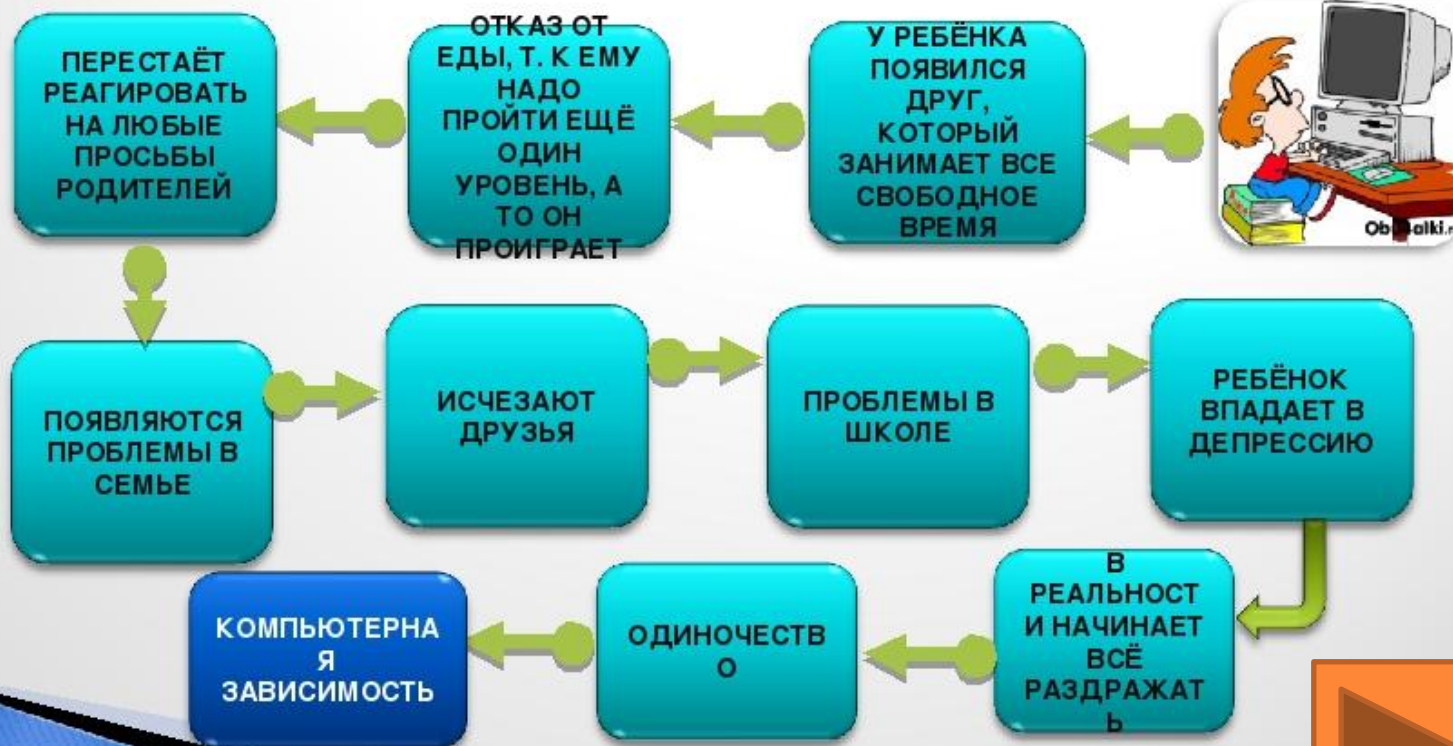 У РЕБЁНКА
ПОЯВИЛСЯ
ДРУГ,
КОТОРЫЙ
ЗАНИМАЕТ ВСЕ
СВОБОДНОЕ
ВРЕМЯ
ОТКАЗ ОТ
ЕДЫ, Т. К ЕМУ
НАДО
ПРОЙТИ ЕЩЁ
ОДИН
УРОВЕНЬ, А
ТО ОН
ПРОИГРАЕТ
ПЕРЕСТАЁТ
РЕАГИРОВАТЬ
НА ЛЮБЫЕ
ПРОСЬБЫ
РОДИТЕЛЕЙ
ПОЯВЛЯЮТСЯ
ПРОБЛЕМЫ В
СЕМЬЕ
ИСЧЕЗАЮТ
ДРУЗЬЯ
ПРОБЛЕМЫ В
ШКОЛЕ
РЕБЁНОК
ВПАДАЕТ В
ДЕПРЕССИЮ
В
РЕАЛЬНОСТ
И НАЧИНАЕТ
ВСЁ
РАЗДРАЖАТ
Ь
ОДИНОЧЕСТВ
О
КОМПЬЮТЕРНА
Я
ЗАВИСИМОСТЬ